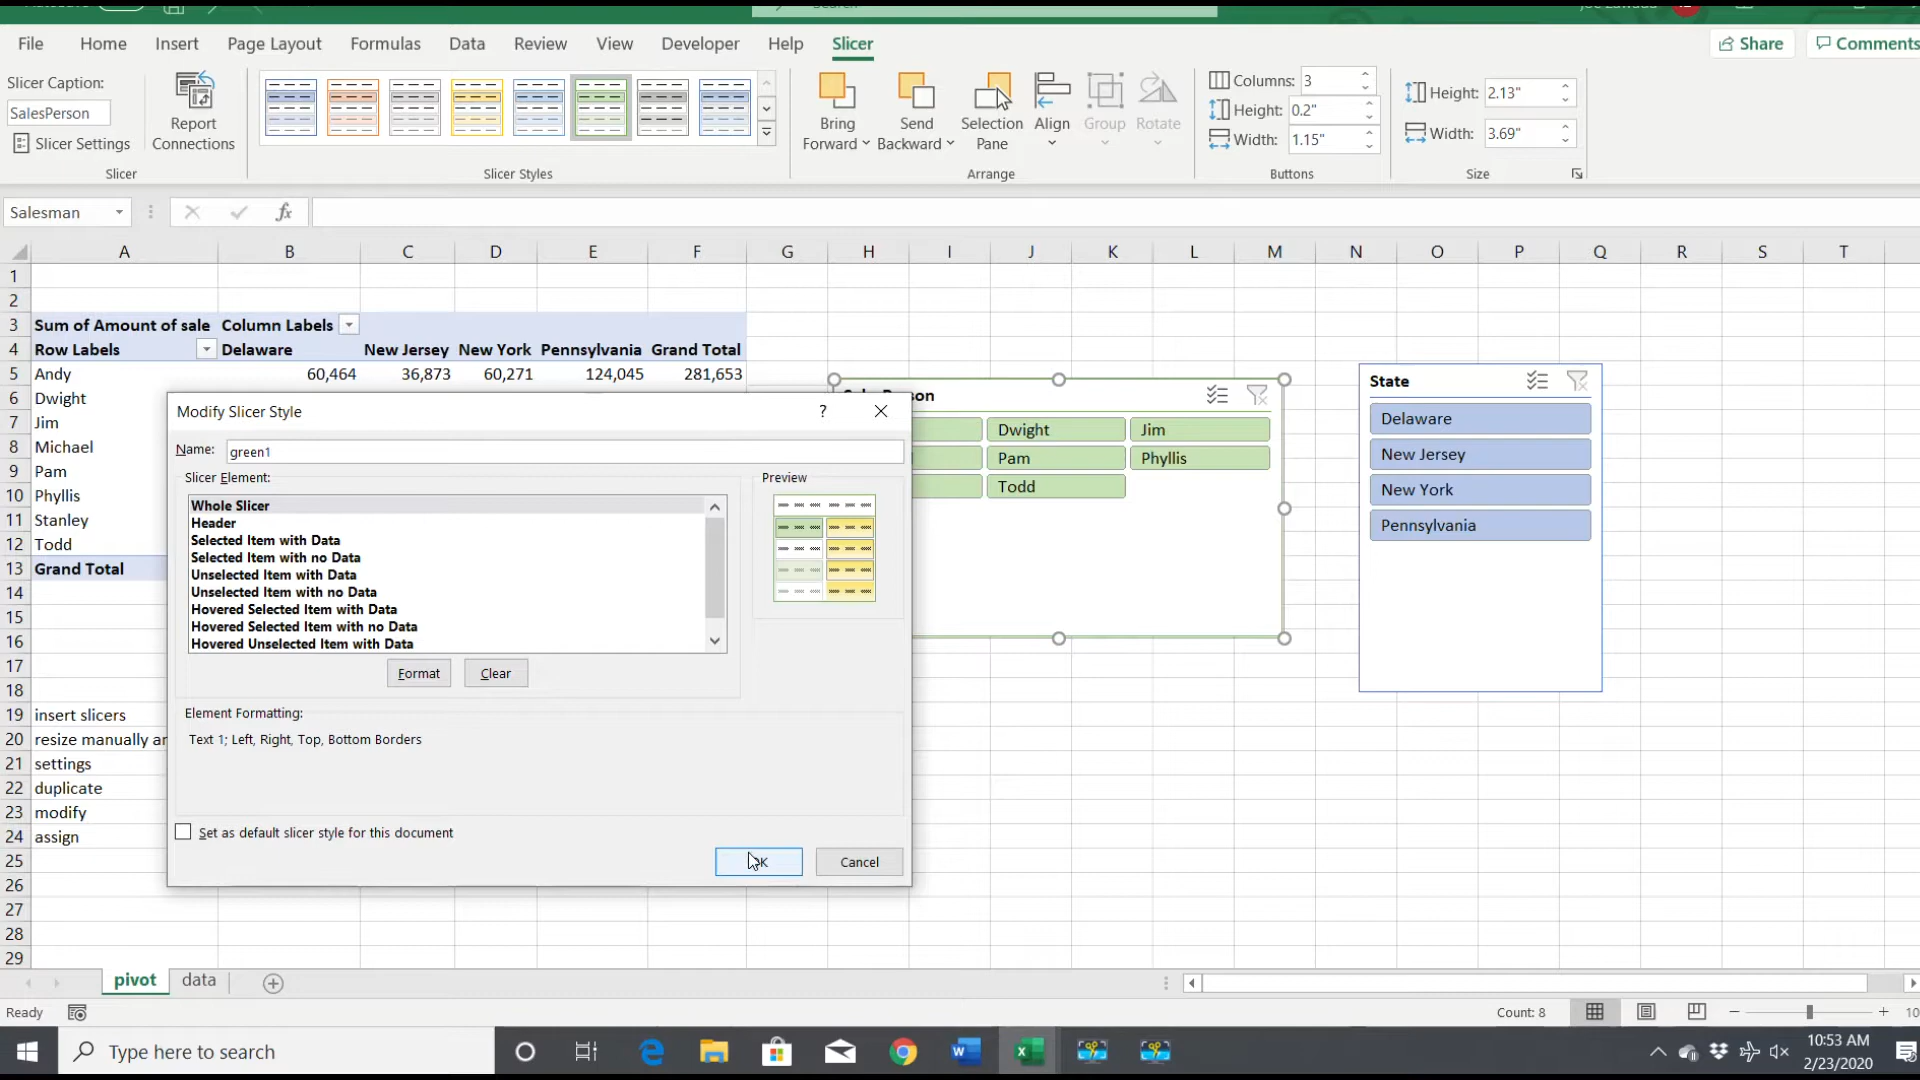 File Home Insert Page Layout Formulas Data Review View Developer Help Slicer Share Comments
Slicer Caption:
SalesPerson
Slicer Settings
Report
Connections
Slicer
Slicer Styles
Bring
Forward
Send
Backward
Selection
Pane
Align
Group
Rotate
Arrange
Columns: 3
Height: 0.2"
Width: 1.15"
Buttons
Height: 2.13"
Width: 3.69"
Size
Salesman fx
A B C D E F G H I J K L M N O P Q R S T
1
2
3 Sum of Amount of sale Column Labels
4 Row Labels Delaware New Jersey New York Pennsylvania Grand Total
5 Andy 60,464 36,873 60,271 124,045 281,653
6 Dwight
7 Jim
8 Michael
9 Pam
10 Phyllis
11 Stanley
12 Todd
13 Grand Total
14
15
16
17
18
19 insert slicers
20 resize manually
21 settings
22 duplicate
23 modify
24 assign
25
26
27
28
29
Modify Slicer Style ?
Name: green1
Slicer Element:
Whole Slicer
Header
Selected Item with Data
Selected Item with no Data
Unselected Item with Data
Unselected Item with no Data
Hovered Selected Item with Data
Hovered Selected Item with no Data
Hovered Unselected Item with Data
Preview
Format Clear
Element Formatting:
Text 1; Left, Right, Top, Bottom Borders
Set as default slicer style for this document
OK Cancel
Dwight Jim
Pam Phyllis
Todd
State
Delaware
New Jersey
New York
Pennsylvania
pivot data
Ready Count: 8
Type here to search
10:53 AM
2/23/2020